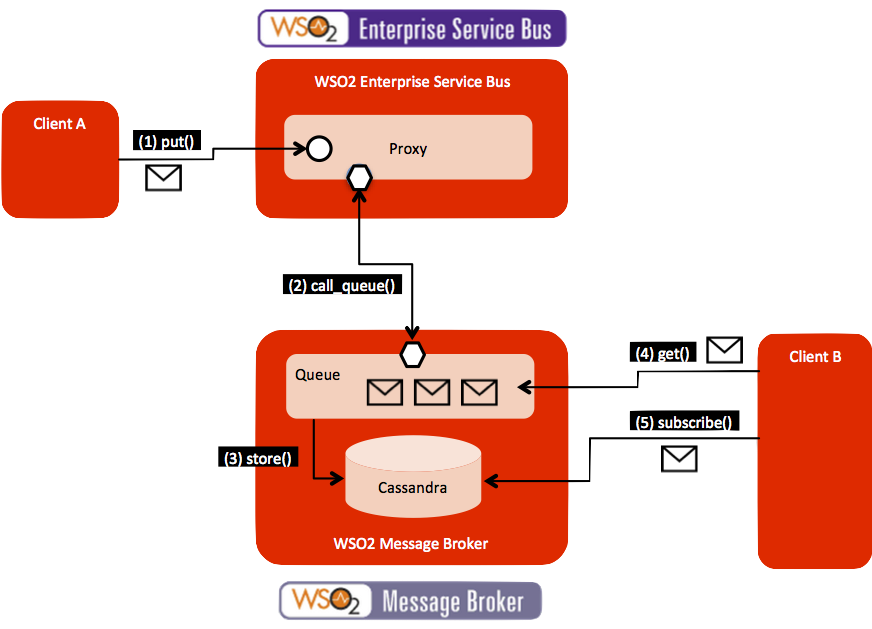 WSO2 Enterprise Service Bus
WSO2 Enterprise Service Bus
Client A
(1) put()
Proxy
(2) call_queue()
(4) get()
Client B
Queue
(5) subscribe()
(3) store()
Cassandra
WSO2 Message Broker
WSO2 Message Broker